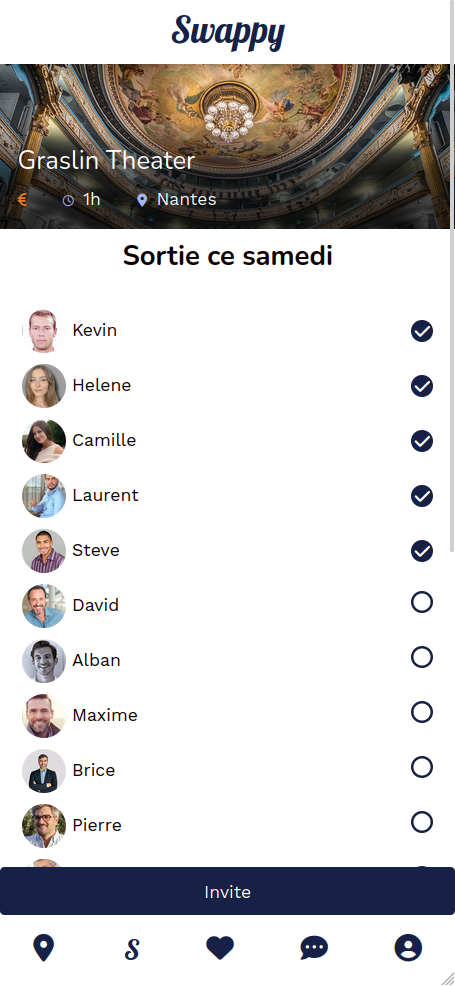 Swappy
Graslin Theater
€ 1h Nantes
Sortie ce samedi
Kevin
Helene
Camille
Laurent
Steve
David
Alban
Maxime
Brice
Pierre
Invite
S